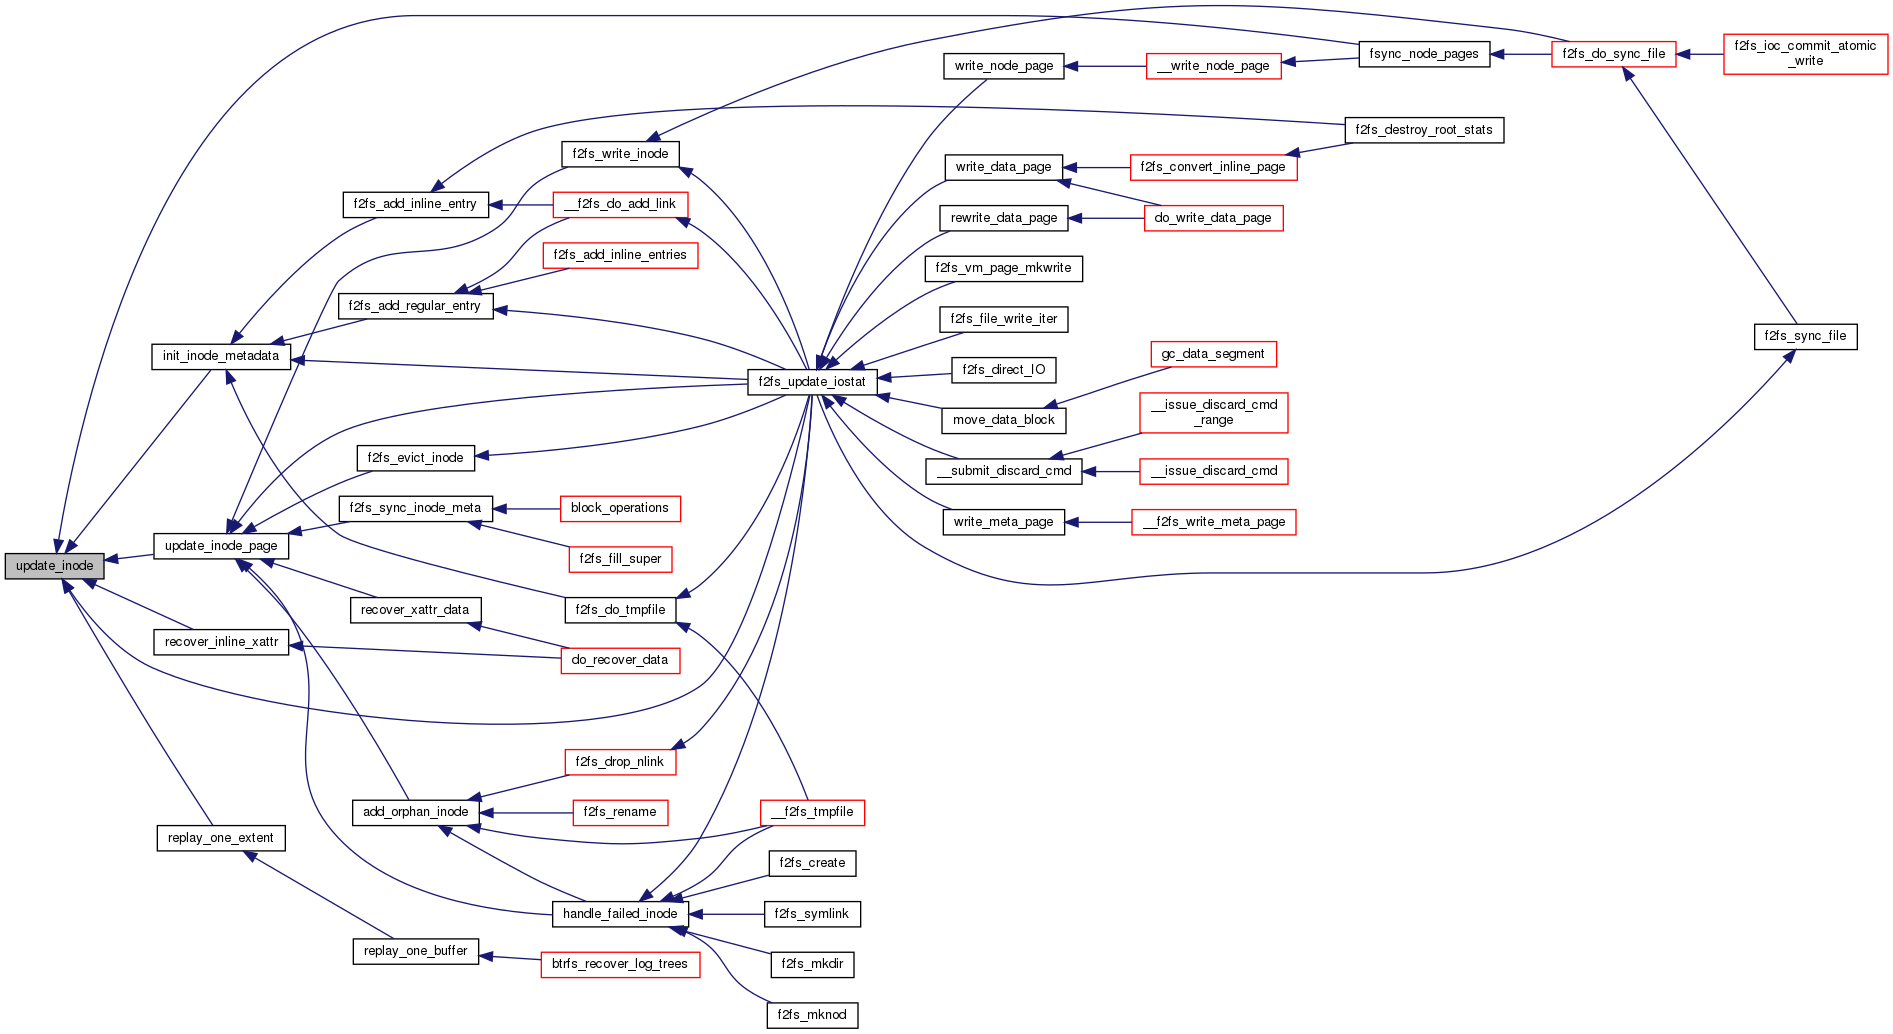 update_inode
init_inode_metadata
update_inode_page
recover_inline_xattr
replay_one_extent
f2fs_add_inline_entry
f2fs_add_regular_entry
f2fs_evict_inode
f2fs_sync_inode_meta
recover_xattr_data
add_orphan_inode
replay_one_buffer
f2fs_write_inode
__f2fs_do_add_link
f2fs_add_inline_entries
block_operations
f2fs_fill_super
f2fs_do_tmpfile
do_recover_data
f2fs_drop_nlink
f2fs_rename
handle_failed_inode
btrfs_recover_log_trees
f2fs_update_iostat
__f2fs_tmpfile
f2fs_create
f2fs_symlink
f2fs_mkdir
f2fs_mknod
write_node_page
write_data_page
rewrite_data_page
f2fs_vm_page_mkwrite
f2fs_file_write_iter
f2fs_direct_IO
move_data_block
__submit_discard_cmd
write_meta_page
__write_node_page
f2fs_convert_inline_page
do_write_data_page
gc_data_segment
__issue_discard_cmd
_range
__issue_discard_cmd
__f2fs_write_meta_page
fsync_node_pages
f2fs_destroy_root_stats
f2fs_do_sync_file
f2fs_ioc_commit_atomic
_write
f2fs_sync_file